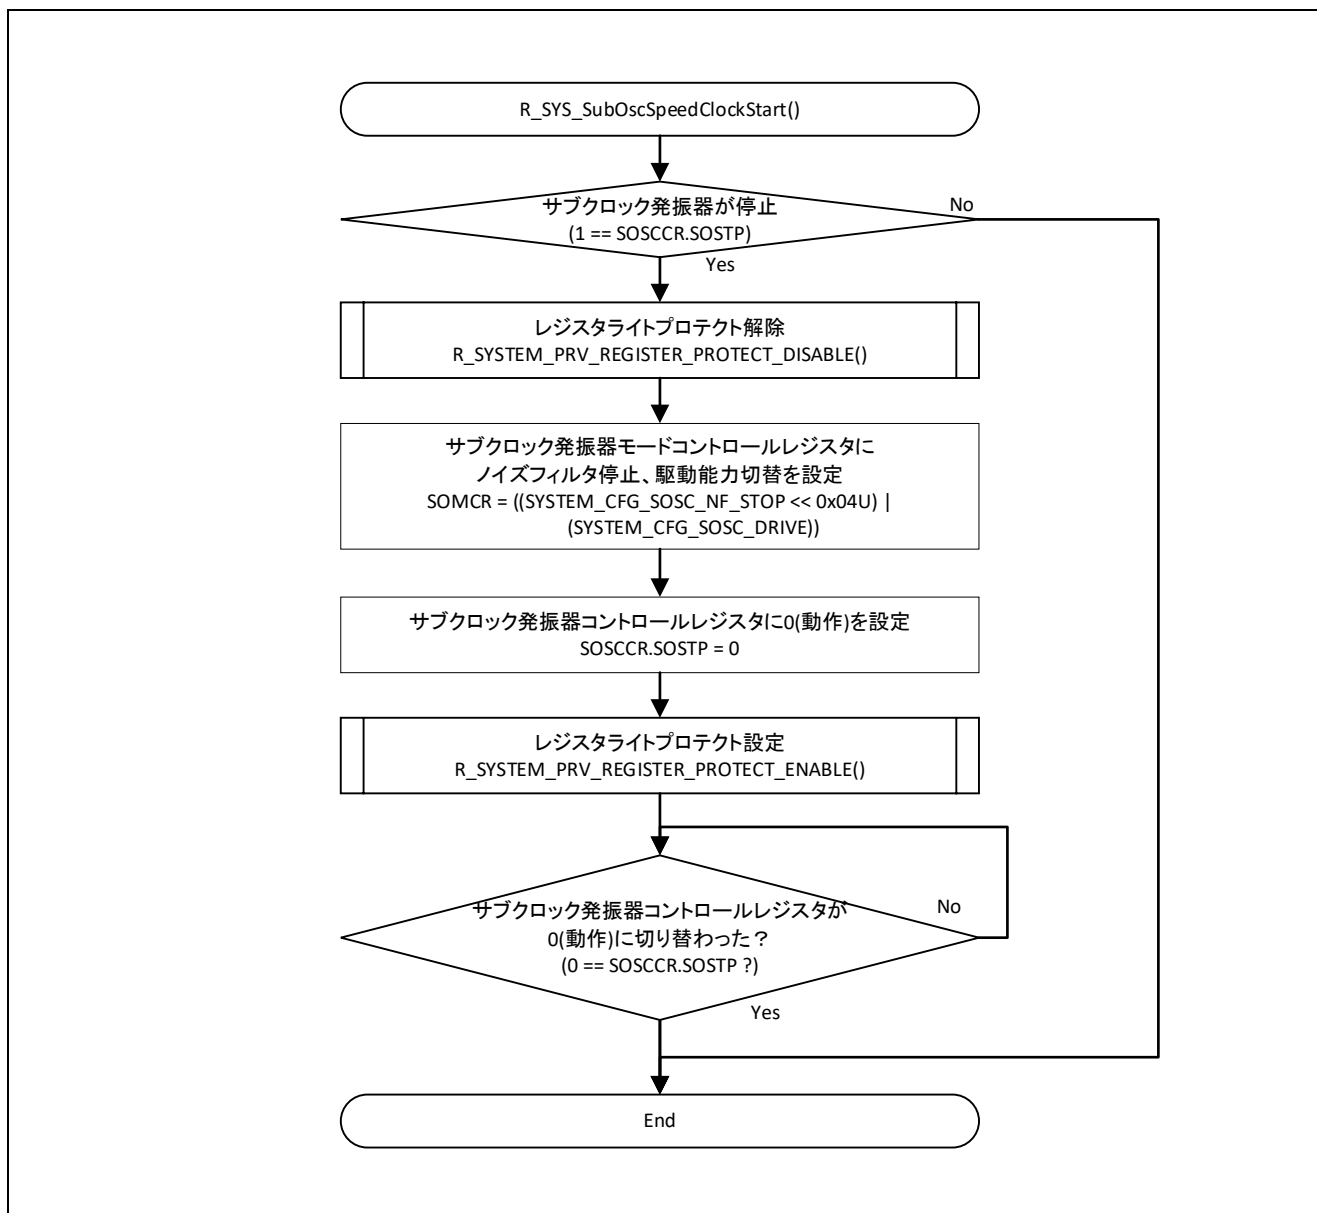 R_SYS_SubOscSpeedClockStart()
サブクロック発振器が停止
(1 == SOSCCR.SOSTP)
No
Yes
レジスタライトプロテクト解除
R_SYSTEM_PRV_REGISTER_PROTECT_DISABLE()
サブクロック発振器モードコントロールレジスタに
ノイズフィルタ停止、駆動能力切替を設定
SOMCR = ((SYSTEM_CFG_SOSC_NF_STOP << 0x04U) |
(SYSTEM_CFG_SOSC_DRIVE))
サブクロック発振器コントロールレジスタに0(動作)を設定
SOSCCR.SOSTP = 0
レジスタライトプロテクト設定
R_SYSTEM_PRV_REGISTER_PROTECT_ENABLE()
サブクロック発振器コントロールレジスタが
0(動作)に切り替わった？
(0 == SOSCCR.SOSTP ?)
No
Yes
End